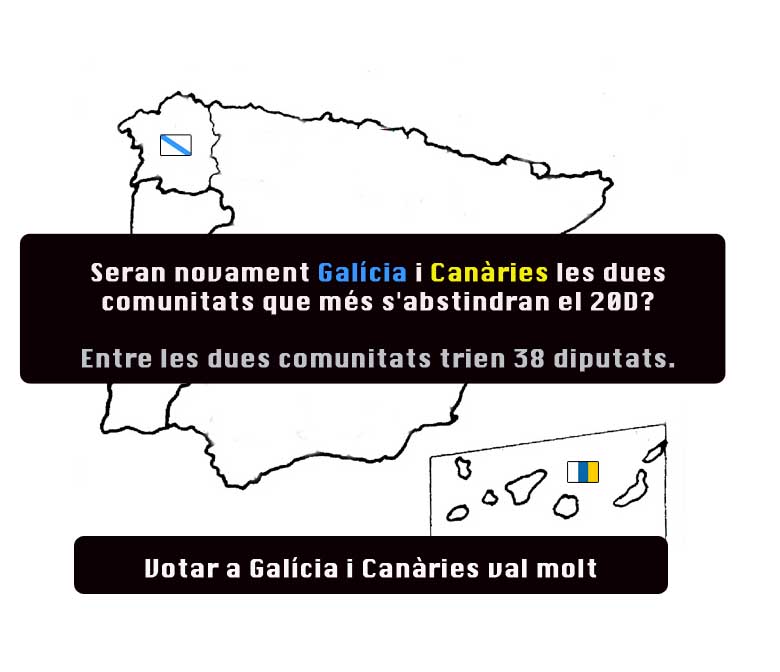 Seran novament Galícia i Canàries les dues
comunitats que més s'abstindran el 20D?
Entre les dues comunitats trien 38 diputats.
Votar a Galícia i Canàries val molt